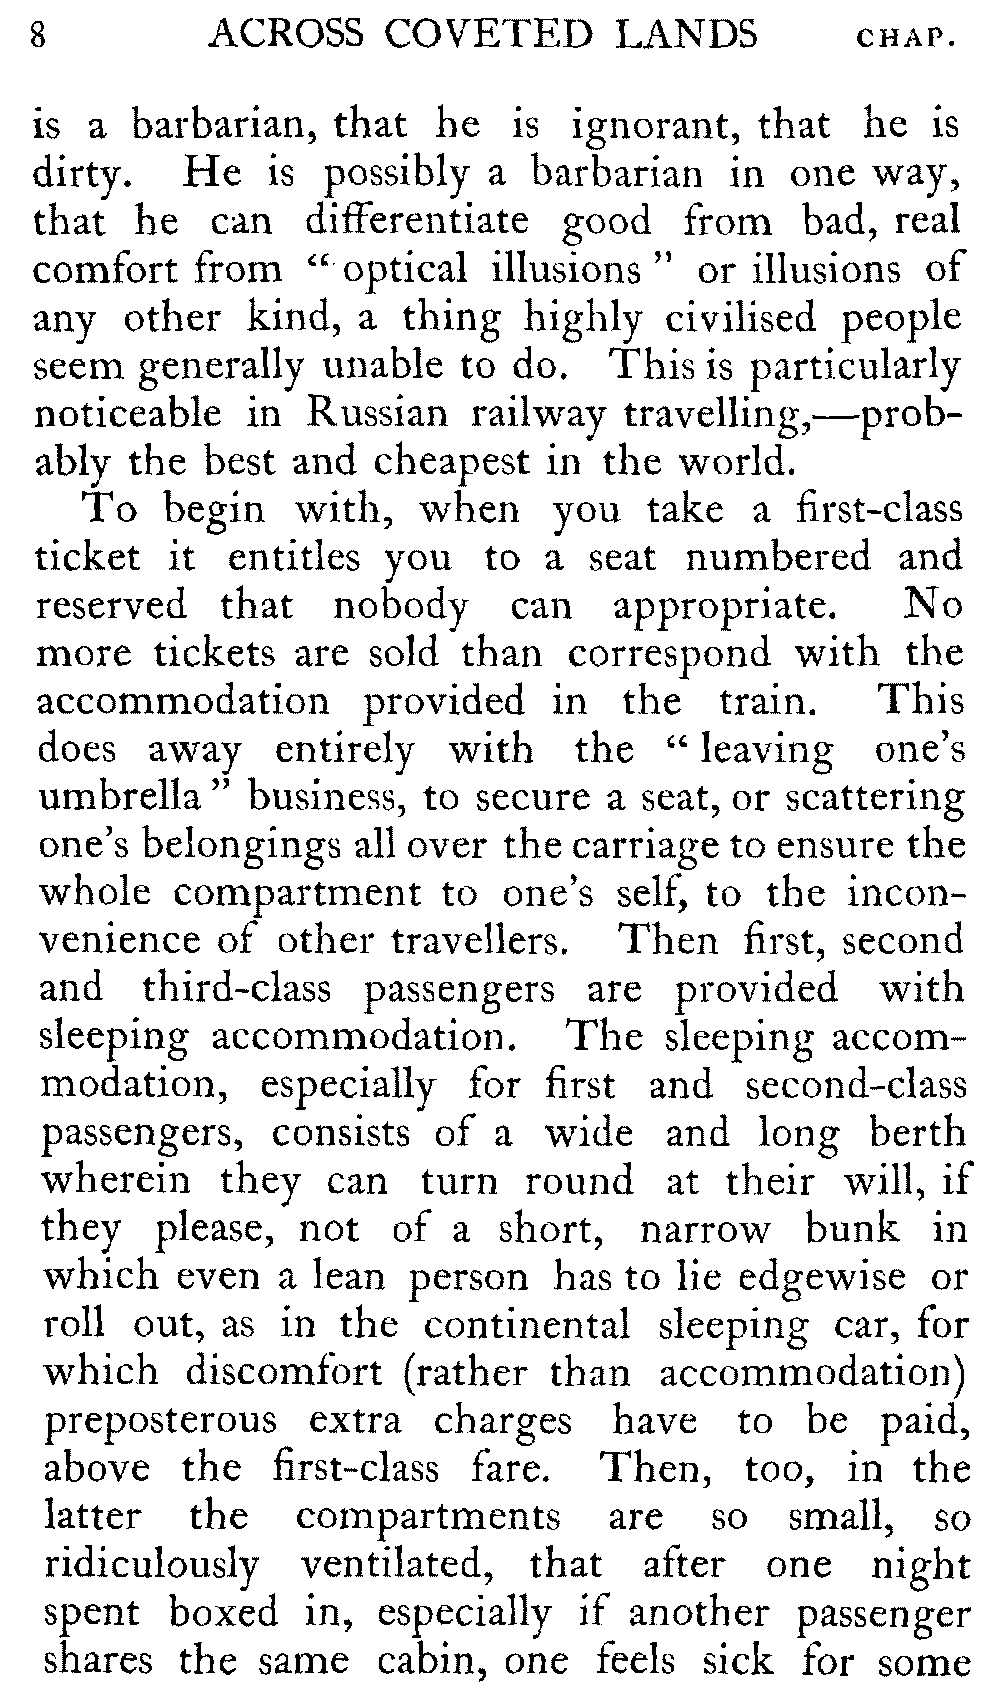 8 ACROSS COVETED LANDS CHAP.
is a barbarian, that he is ignorant, that he is
dirty. He is possibly a barbarian in one way,
that he can differentiate good from bad, real
comfort from “ optical illusions ” or illusions of
any other kind, a thing highly civilised people
seem generally unable to do. This is particularly
noticeable in Russian railway travelling,—prob-
ably the best and cheapest in the world.
To begin with, when you take a first-class
ticket it entitles you to a seat numbered and
reserved that nobody can appropriate. No
more tickets are sold than correspond with the
accommodation provided in the train. This
does away entirely with the “ leaving one's
umbrella ” business, to secure a seat, or scattering
one's belongings all over the carriage to ensure the
whole compartment to one's self, to the incon-
venience of other travellers. Then first, second
and third-class passengers are provided with
sleeping accommodation. The sleeping accom-
modation, especially for first and second-class
passengers, consists of a wide and long berth
wherein they can turn round at their will, if
they please, not of a short, narrow bunk in
which even a lean person has to lie edgewise or
roll out, as in the continental sleeping car, for
which discomfort (rather than accommodation)
preposterous extra charges have to be paid,
above the first-class fare. Then, too, in the
latter the compartments are so small, so
ridiculously ventilated, that after one night
spent boxed in, especially if another passenger
shares the same cabin, one feels sick for some